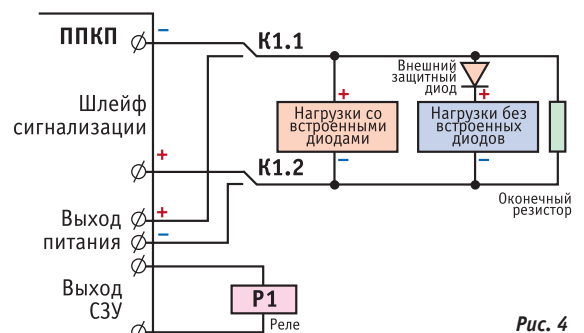 ППКП
−
К1.1
Внешний
защитный
диод
Шлейф
сигнализации
+
+
Нагрузки со
встроенными
диодами
−
Нагрузки без
встроенных
диодов
−
+
К1.2
Оконечный
резистор
Выход
питания
+
−
Выход
СЗУ
Р1
Реле
Рис. 4